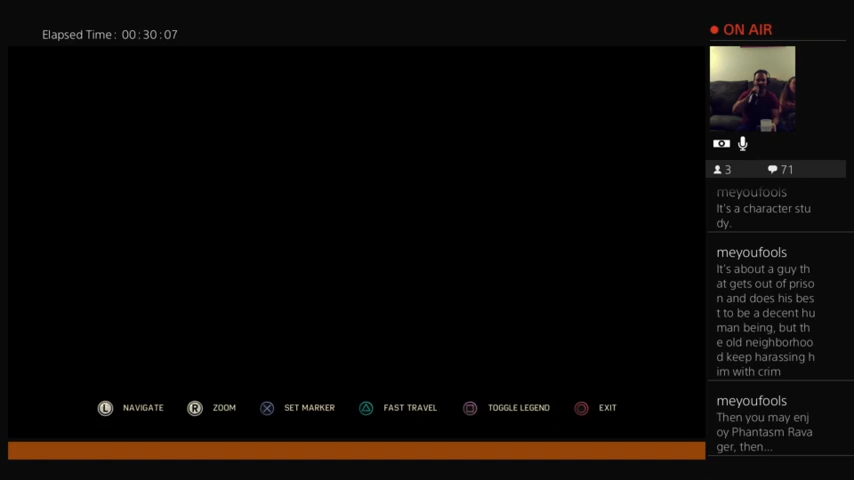 Elapsed Time: 00:30:07
ON AIR
3 71
meyoufools
It's a character stu
dy.
meyoufools
It's about a guy th
at gets out of priso
n and does his bes
t to be a decent hu
man being, but th
e old neighborhoo
d keep harassing h
im with crim
meyoufools
Then you may enj
oy Phantasm Rava
ger, then...
L NAVIGATE R ZOOM SET MARKER FAST TRAVEL TOGGLE LEGEND EXIT